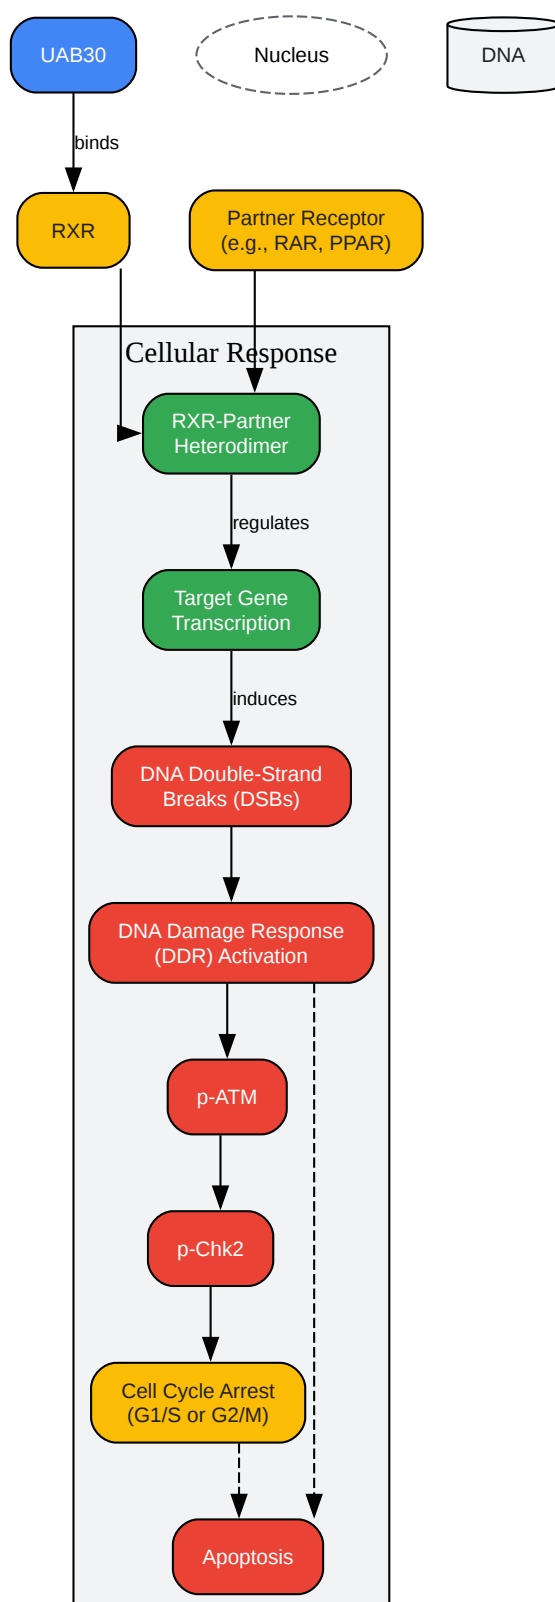 UAB30
Nucleus
DNA
binds
RXR
Partner Receptor
(e.g., RAR, PPAR)
Cellular Response
RXR-Partner
Heterodimer
regulates
Target Gene
Transcription
induces
DNA Double-Strand
Breaks (DSBs)
DNA Damage Response
(DDR) Activation
p-ATM
p-Chk2
Cell Cycle Arrest
(G1/S or G2/M)
Apoptosis